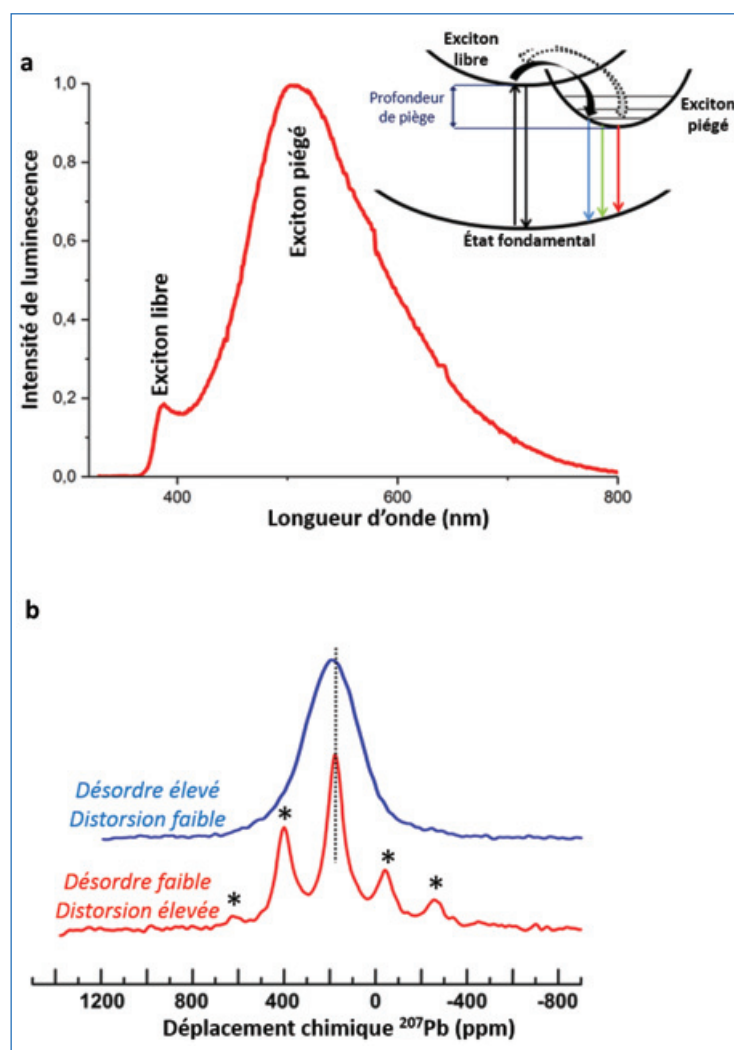 a
Intensité de luminescence
1,0
0,8
0,6
0,4
0,2
0,0
400
600
800
Longueur d'onde (nm)
Exciton libre
Exciton piégé
Exciton
libre
Profondeur
de piège
Exciton
piégé
État fondamental
b
Désordre élevé
Distorsion faible
Désordre faible
Distorsion élevée
*
*
*
*
1200
800
400
0
-400
-800
Déplacement chimique ²⁰⁷Pb (ppm)